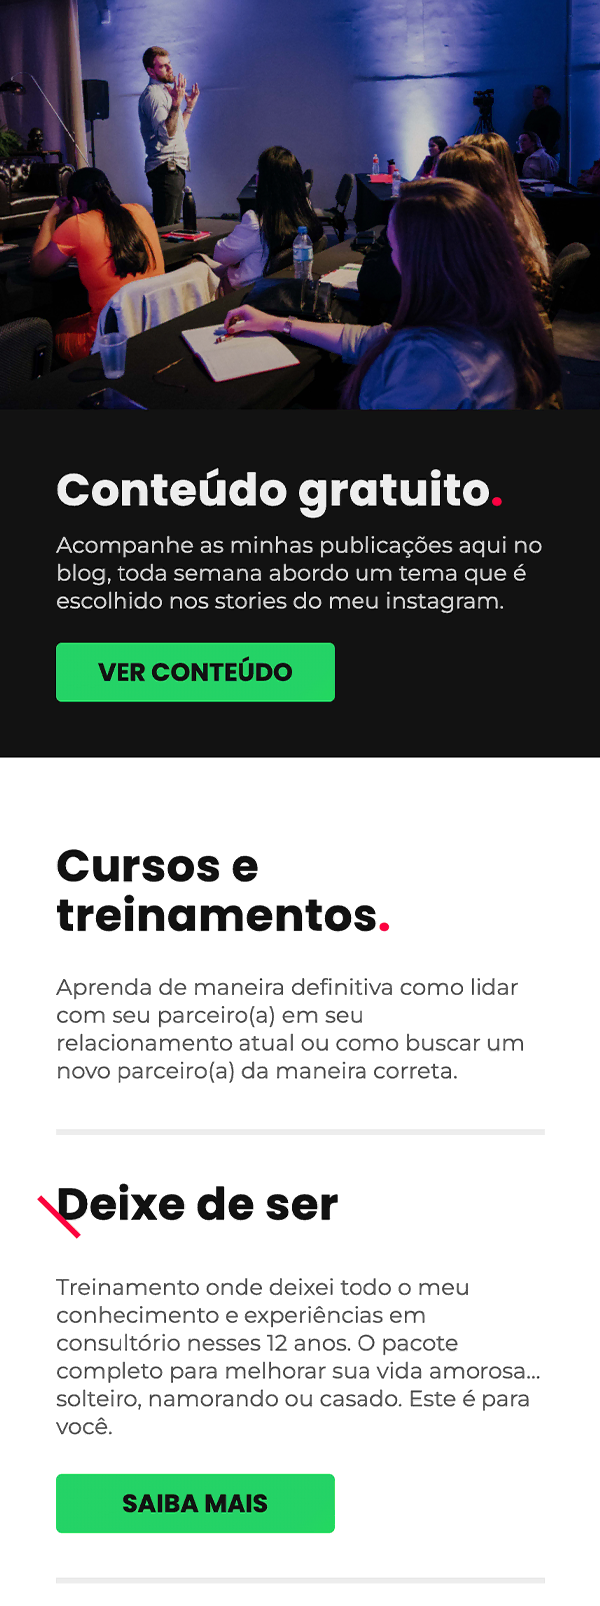 Conteúdo gratuito.
Acompanhe as minhas publicações aqui no
blog, toda semana abordo um tema que é
escolhido nos stories do meu instagram.
VER CONTEÚDO
Cursos e
treinamentos.
Aprenda de maneira definitiva como lidar
com seu parceiro(a) em seu
relacionamento atual ou como buscar um
novo parceiro(a) da maneira correta.
Deixe de ser
Treinamento onde deixei todo o meu
conhecimento e experiências em
consultório nesses 12 anos. O pacote
completo para melhorar sua vida amorosa...
solteiro, namorando ou casado. Este é para
você.
SAIBA MAIS